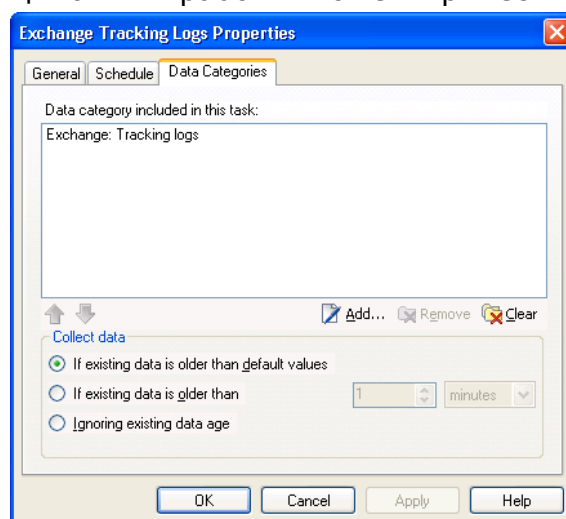 Exchange Tracking Logs Properties
General Schedule Data Categories
Data category included in this task:
Exchange: Tracking logs
Add... Remove Clear
Collect data
If existing data is older than default values
If existing data is older than 1 minutes
Ignoring existing data age
OK Cancel Apply Help